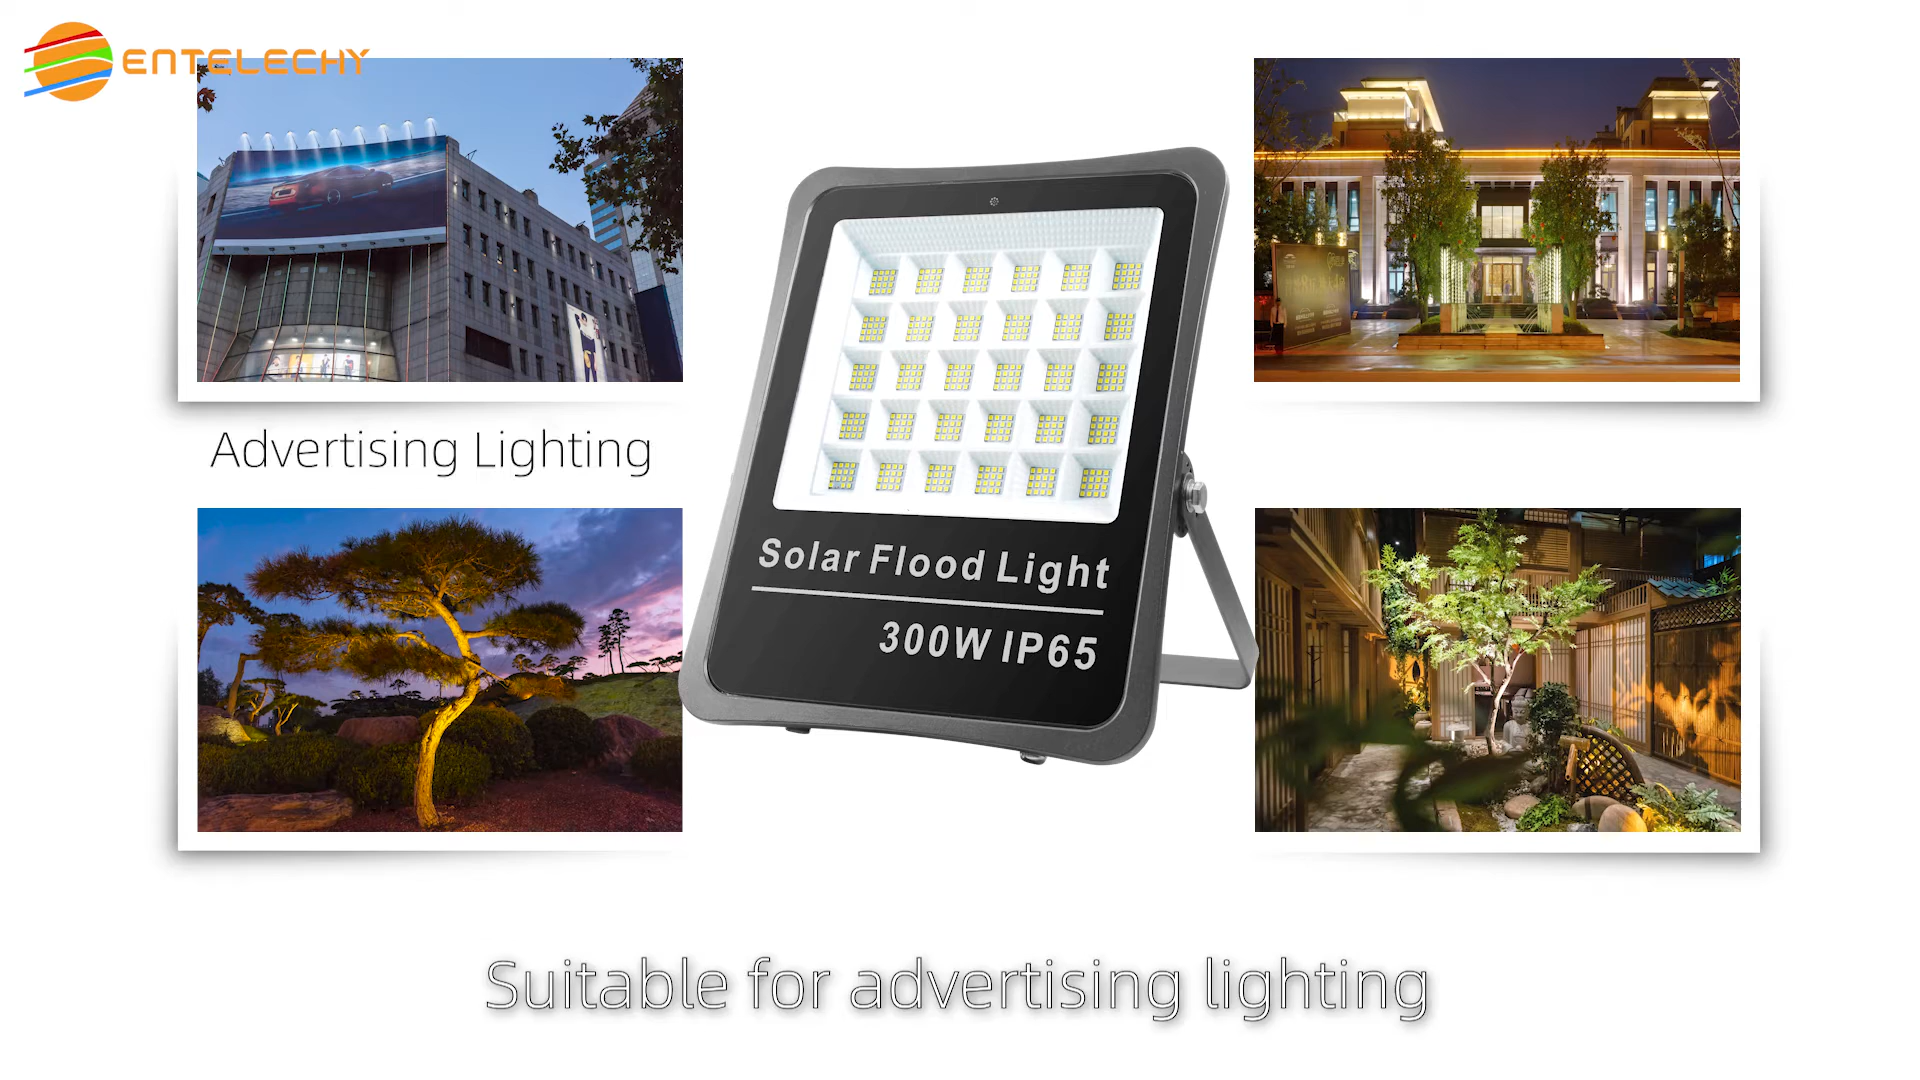 ENTELECHY
Advertising Lighting
Solar Flood Light
300W IP65
Suitable for advertising lighting